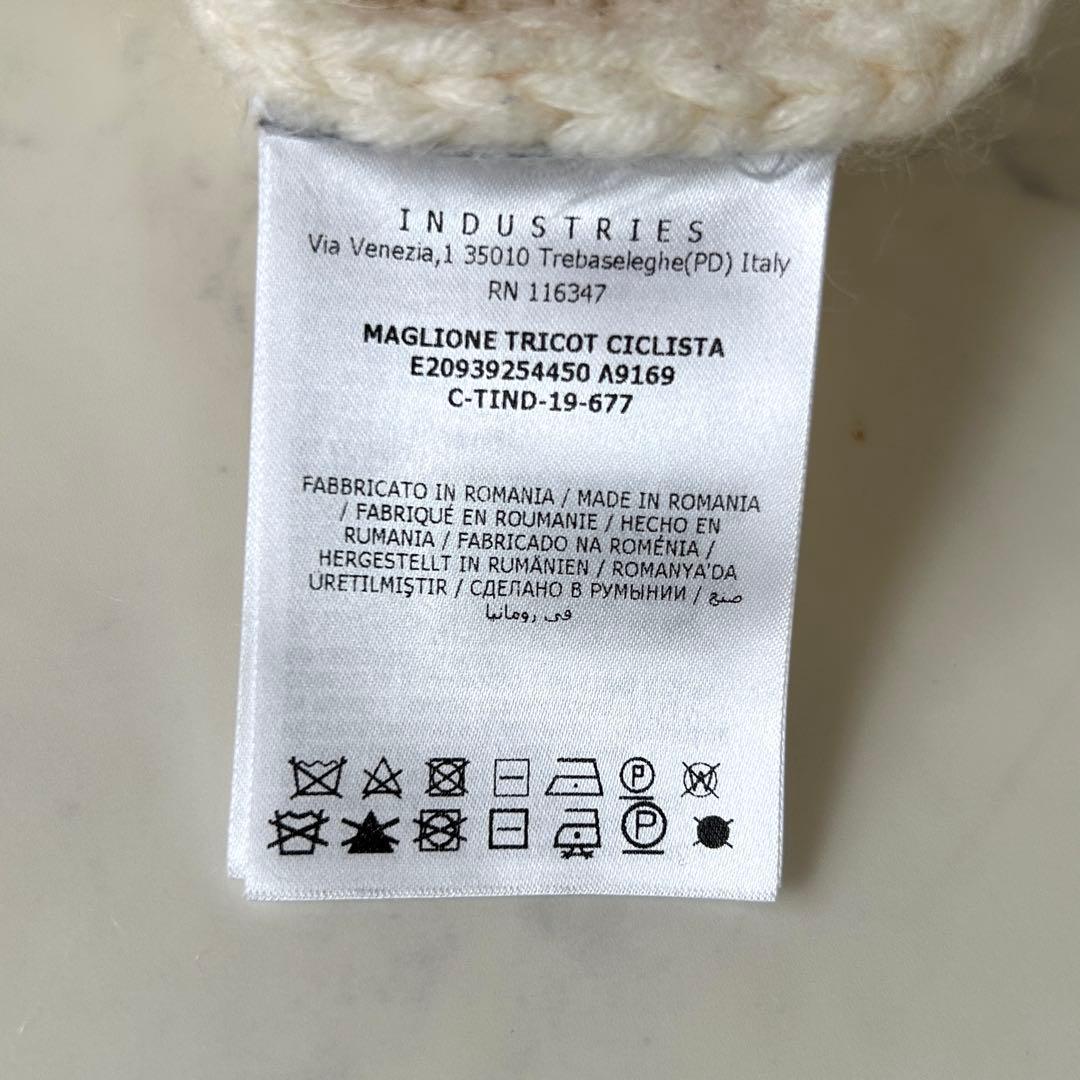 INDUSTRIES
Via Venezia,1 35010 Trebaseleghe(PD) Italy
RN 116347
MAGLIONE TRICOT CICLISTA
E20939254450 A9169
C-TIND-19-677
FABBRICATO IN ROMANIA / MADE IN ROMANIA
/ FABRIQUÉ EN ROUMANIE / HECHO EN
RUMANIA / FABRICADO NA ROMÉNIA /
HERGESTELLT IN RUMÄNIEN / ROMANYA'DA
ÜRETILMIŞTIR / СДЕЛАНО В РУМЫНИИ / صنع
في رومانيا
P W
P